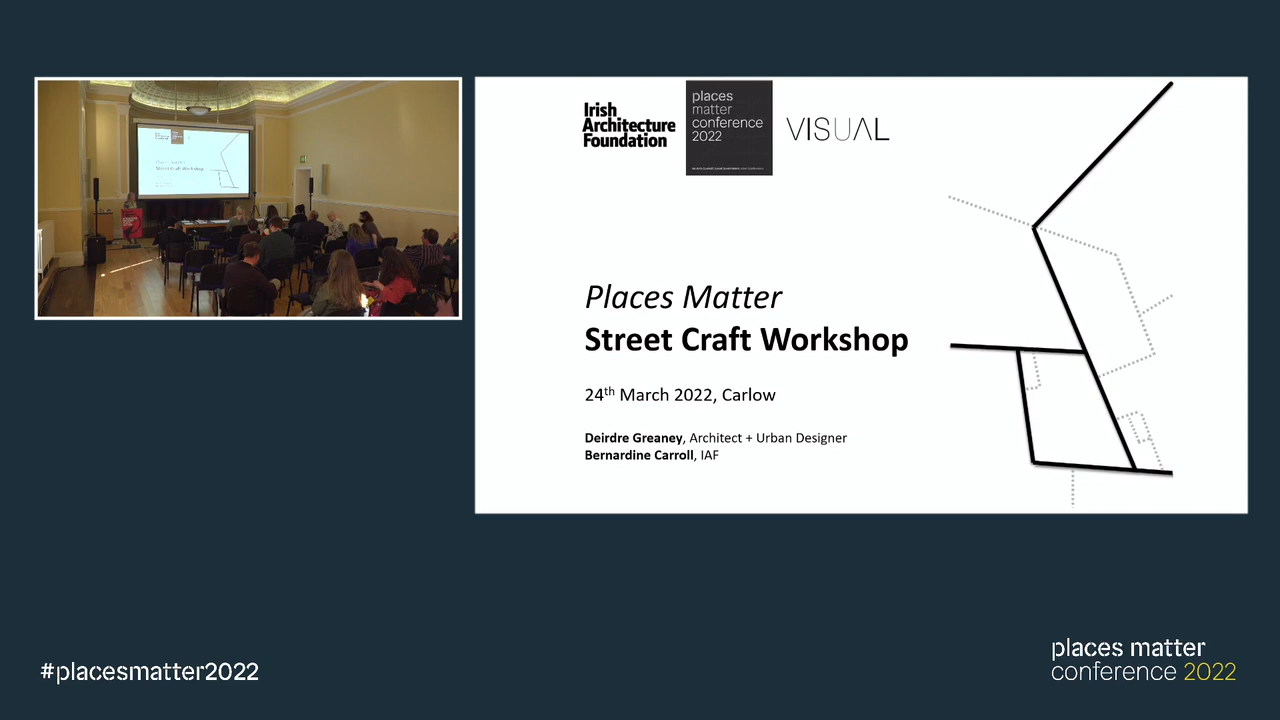 Irish
Architecture
Foundation
places
matter
conference
2022
VISUAL
Places Matter
Street Craft Workshop
24th March 2022, Carlow
Deirdre Greaney, Architect + Urban Designer
Bernardine Carroll, IAF
#placesmatter2022
places matter
conference 2022